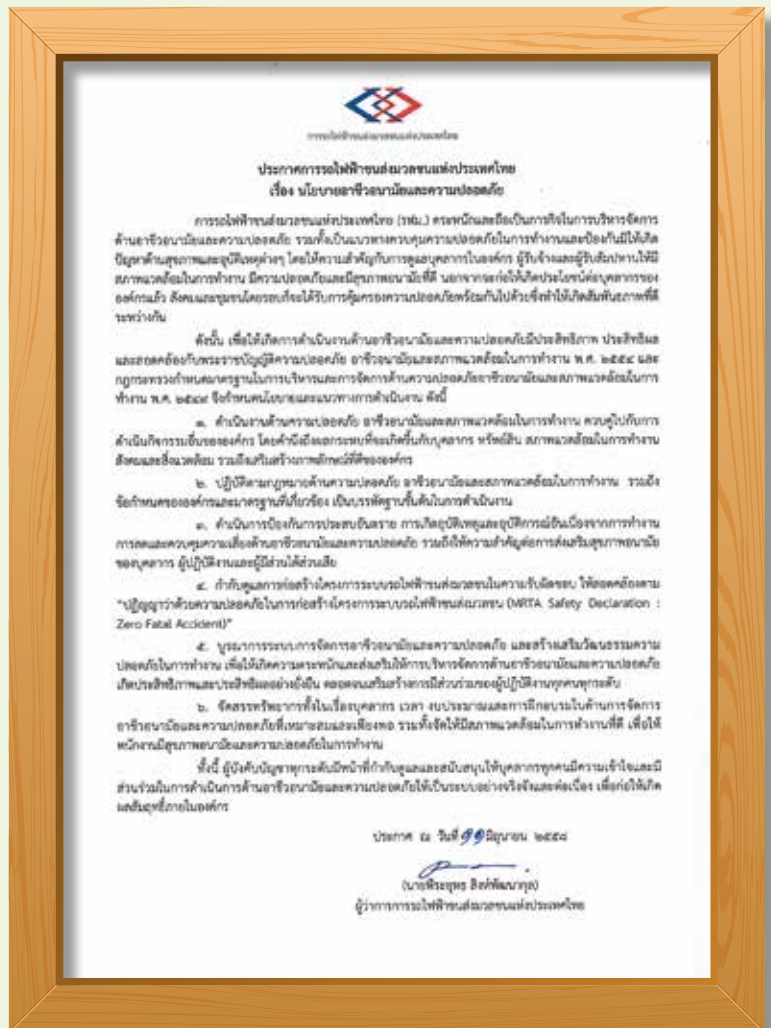 การรถไฟฟ้าขนส่งมวลชนแห่งประเทศไทย
ประกาศการรถไฟฟ้าขนส่งมวลชนแห่งประเทศไทย
เรื่อง นโยบายอาชีวอนามัยและความปลอดภัย
การรถไฟฟ้าขนส่งมวลชนแห่งประเทศไทย (รฟม.) ตระหนักและถือเป็นภารกิจในการบริหารจัดการ
ด้านอาชีวอนามัยและความปลอดภัย รวมทั้งเป็นแนวทางควบคุมความปลอดภัยในการทำงานและป้องกันมิให้เกิด
ปัญหาด้านสุขภาพและอุบัติเหตุต่างๆ โดยให้ความสำคัญกับการดูแลบุคลากรในองค์กร ผู้รับจ้างและผู้รับสัมปทานให้มี
สภาพแวดล้อมในการทำงาน มีความปลอดภัยและมีสุขภาพอนามัยที่ดี นอกจากจะก่อให้เกิดประโยชน์ต่อบุคลากรของ
องค์กรแล้ว สังคมและชุมชนโดยรอบก็จะได้รับการคุ้มครองความปลอดภัยพร้อมกันไปด้วยซึ่งทำให้เกิดสัมพันธภาพที่ดี
ระหว่างกัน
ดังนั้น เพื่อให้เกิดการดำเนินงานด้านอาชีวอนามัยและความปลอดภัยมีประสิทธิภาพ ประสิทธิผล
และสอดคล้องกับพระราชบัญญัติความปลอดภัย อาชีวอนามัยและสภาพแวดล้อมในการทำงาน พ.ศ. ๒๕๕๔ และ
กฎกระทรวงกำหนดมาตรฐานในการบริหารและการจัดการด้านความปลอดภัยอาชีวอนามัยและสภาพแวดล้อมในการ
ทำงาน พ.ศ. ๒๕๔๙ จึงกำหนดนโยบายและแนวทางการดำเนินงาน ดังนี้
๑. ดำเนินงานด้านความปลอดภัย อาชีวอนามัยและสภาพแวดล้อมในการทำงาน ควบคู่ไปกับการ
ดำเนินกิจกรรมอื่นขององค์กร โดยคำนึงถึงผลกระทบที่จะเกิดขึ้นกับบุคลากร ทรัพย์สิน สภาพแวดล้อมในการทำงาน
สังคมและสิ่งแวดล้อม รวมถึงเสริมสร้างภาพลักษณ์ที่ดีขององค์กร
๒. ปฏิบัติตามกฎหมายด้านความปลอดภัย อาชีวอนามัยและสภาพแวดล้อมในการทำงาน รวมถึง
ข้อกำหนดขององค์กรและมาตรฐานที่เกี่ยวข้อง เป็นบรรทัดฐานขั้นต้นในการดำเนินงาน
๓. ดำเนินการป้องกันการประสบอันตราย การเกิดอุบัติเหตุและอุบัติการณ์อันเนื่องจากการทำงาน
การลดและควบคุมความเสี่ยงด้านอาชีวอนามัยและความปลอดภัย รวมถึงให้ความสำคัญต่อการส่งเสริมสุขภาพอนามัย
ของบุคลากร ผู้ปฏิบัติงานและผู้มีส่วนได้ส่วนเสีย
๔. กำกับดูแลการก่อสร้างโครงการระบบรถไฟฟ้าขนส่งมวลชนในความรับผิดชอบ ให้สอดคล้องตาม
"ปฏิญญาว่าด้วยความปลอดภัยในการก่อสร้างโครงการระบบรถไฟฟ้าขนส่งมวลชน (MRTA Safety Declaration :
Zero Fatal Accident)"
๕. บูรณาการระบบการจัดการอาชีวอนามัยและความปลอดภัย และสร้างเสริมวัฒนธรรมความ
ปลอดภัยในการทำงาน เพื่อให้เกิดความตระหนักและส่งเสริมให้การบริหารจัดการด้านอาชีวอนามัยและความปลอดภัย
เกิดประสิทธิภาพและประสิทธิผลอย่างยั่งยืน ตลอดจนเสริมสร้างการมีส่วนร่วมของผู้ปฏิบัติงานทุกคนทุกระดับ
๖. จัดสรรทรัพยากรทั้งในเรื่องบุคลากร เวลา งบประมาณและการฝึกอบรมในด้านการจัดการ
อาชีวอนามัยและความปลอดภัยที่เหมาะสมและเพียงพอ รวมทั้งจัดให้มีสภาพแวดล้อมในการทำงานที่ดี เพื่อให้
พนักงานมีสุขภาพอนามัยและความปลอดภัยในการทำงาน
ทั้งนี้ ผู้บังคับบัญชาทุกระดับมีหน้าที่กำกับดูแลและสนับสนุนให้บุคลากรทุกคนมีความเข้าใจและมี
ส่วนร่วมในการดำเนินการด้านอาชีวอนามัยและความปลอดภัยให้เป็นระบบอย่างจริงจังและต่อเนื่อง เพื่อก่อให้เกิด
ผลสัมฤทธิ์ภายในองค์กร
ประกาศ ณ วันที่ ๑๑ มิถุนายน ๒๕๕๘
(นายพีระยุทธ สิงห์พัฒนากุล)
ผู้ว่าการการรถไฟฟ้าขนส่งมวลชนแห่งประเทศไทย